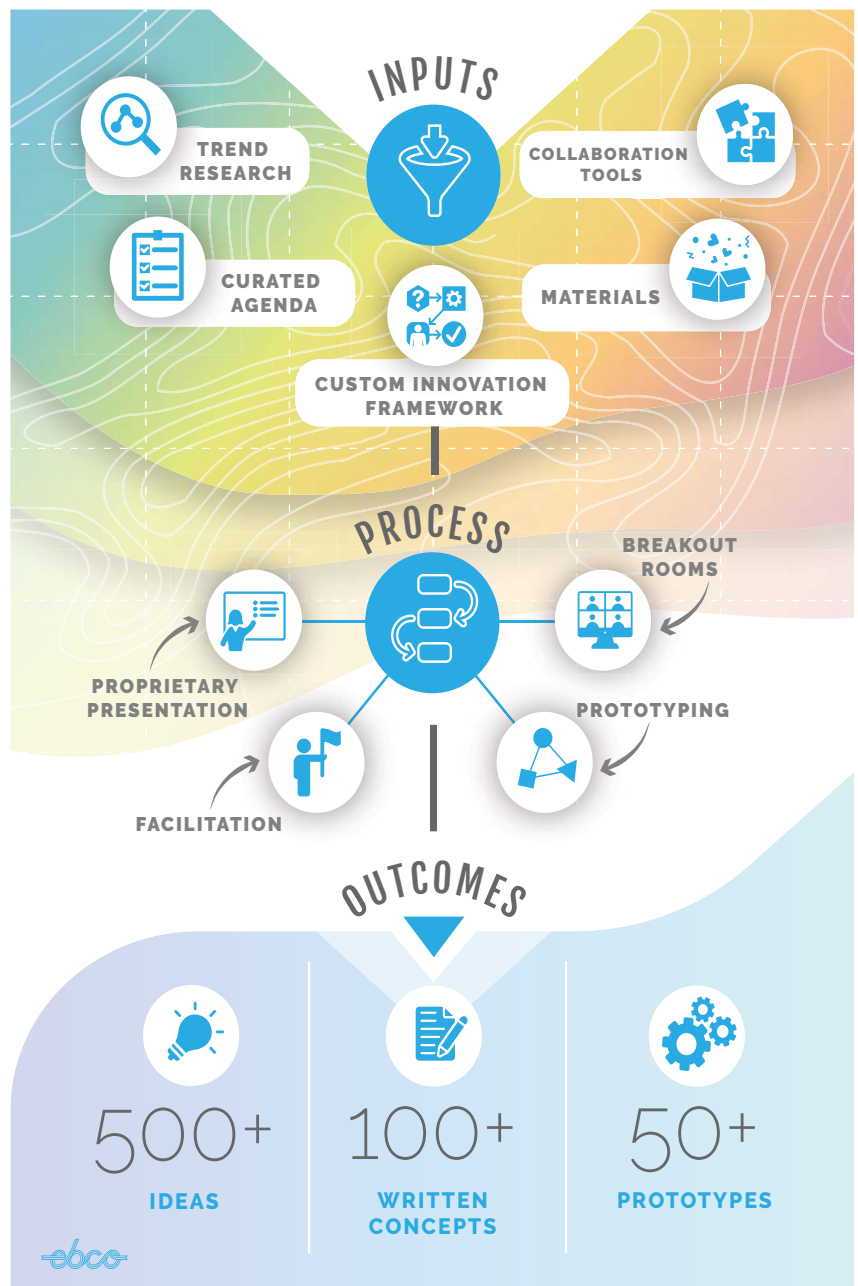 INPUTS
TREND
RESEARCH
COLLABORATION
TOOLS
CURATED
AGENDA
MATERIALS
CUSTOM INNOVATION
FRAMEWORK
PROCESS
BREAKOUT
ROOMS
PROPRIETARY
PRESENTATION
PROTOTYPING
FACILITATION
OUTCOMES
500+
IDEAS
100+
WRITTEN
CONCEPTS
50+
PROTOTYPES
ebco